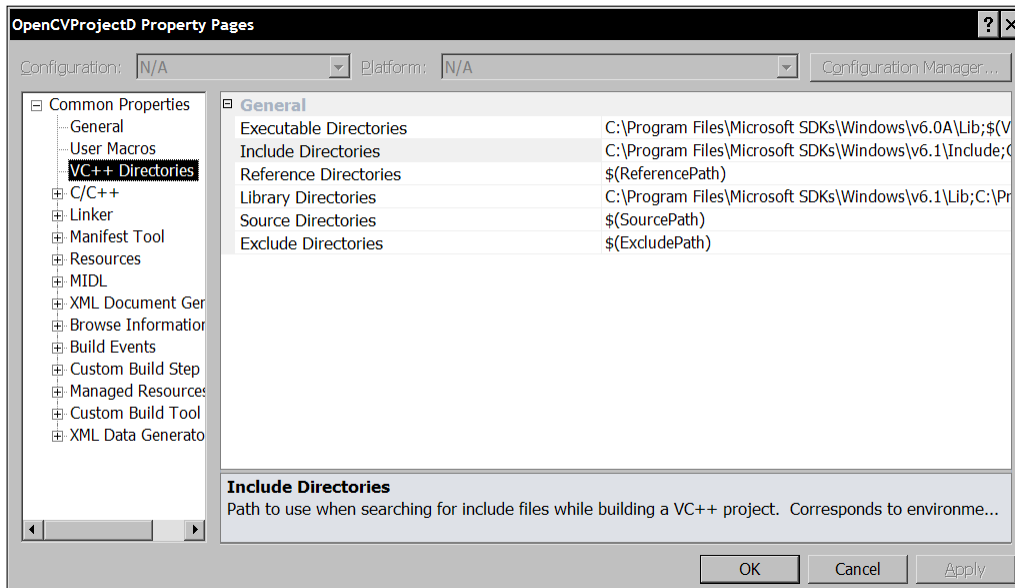 OpenCVProjectD Property Pages
Configuration: N/A Platform: N/A Configuration Manager...
Common Properties
General
User Macros
VC++ Directories
C/C++
Linker
Manifest Tool
Resources
MIDL
XML Document Ger
Browse Information
Build Events
Custom Build Step
Managed Resources
Custom Build Tool
XML Data Generato
General
Executable Directories C:\Program Files\Microsoft SDKs\Windows\v6.0A\Lib;$(V
Include Directories C:\Program Files\Microsoft SDKs\Windows\v6.1\Include;C
Reference Directories $(ReferencePath)
Library Directories C:\Program Files\Microsoft SDKs\Windows\v6.1\Lib;C:\Pr
Source Directories $(SourcePath)
Exclude Directories $(ExcludePath)
Include Directories
Path to use when searching for include files while building a VC++ project. Corresponds to environme...
OK Cancel Apply